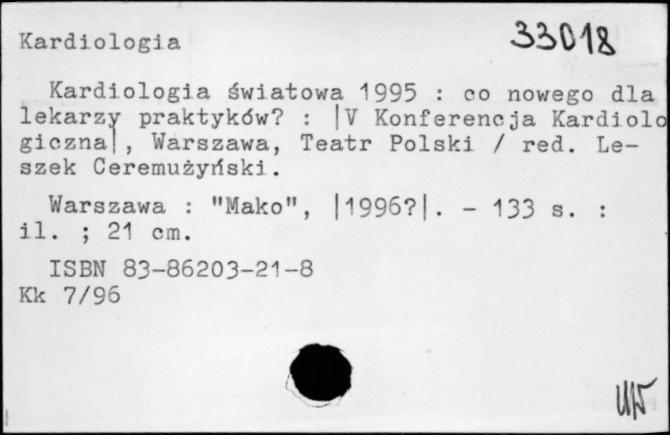 33018
Kardiologia
Kardiologia światowa 1995 : co nowego dla
lekarzy praktyków? : |V Konferencja Kardiolo
giczna|, Warszawa, Teatr Polski / red. Le-
szek Ceremużyński.
Warszawa : "Mako", |1996?|. - 133 s. :
il. ; 21 cm.
ISBN 83-86203-21-8
Kk 7/96